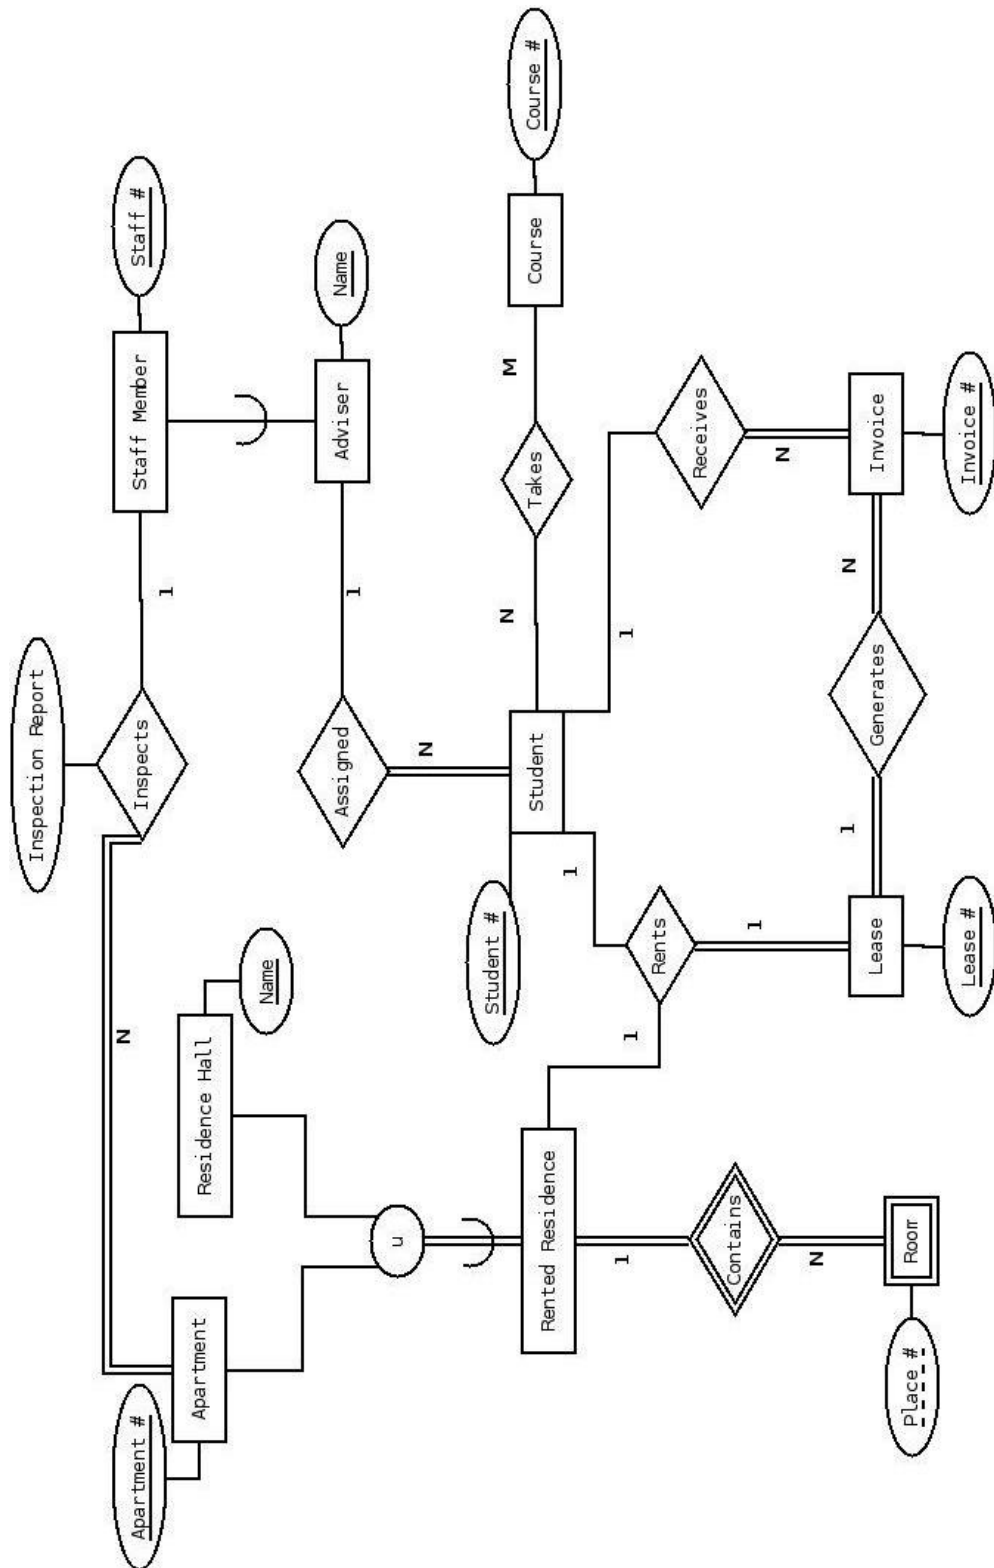 Inspection Report
N
Apartment #
Inspects
Staff Member
Staff #
1
Apartment
Residence Hall
Name
Assigned
Adviser
Name
1
u
N
Student #
N
M
Rented Residence
Student
Takes
Course
Course #
1
1
1
1
Rents
Receives
Contains
1
N
N
1
N
Lease
Generates
Invoice
Place #
Room
Lease #
Invoice #